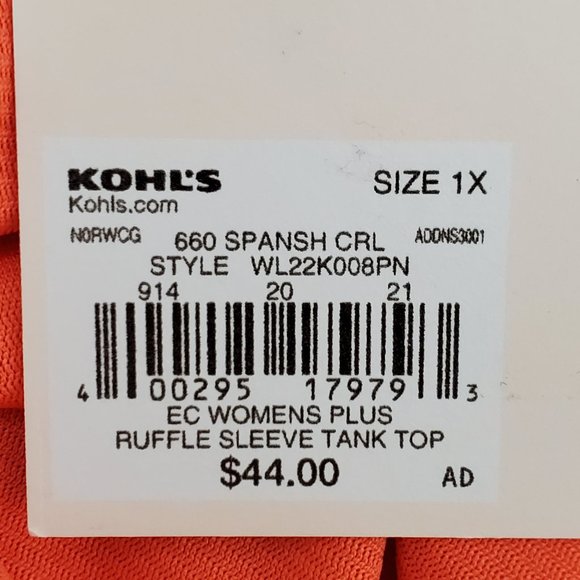 KOHL'S SIZE 1X
Kohls.com
N0RWCG 660 SPANSH CRL ADDNS3001
STYLE WL22K008PN
914 20 21
4 00295 17979 3
EC WOMENS PLUS
RUFFLE SLEEVE TANK TOP
$44.00 AD